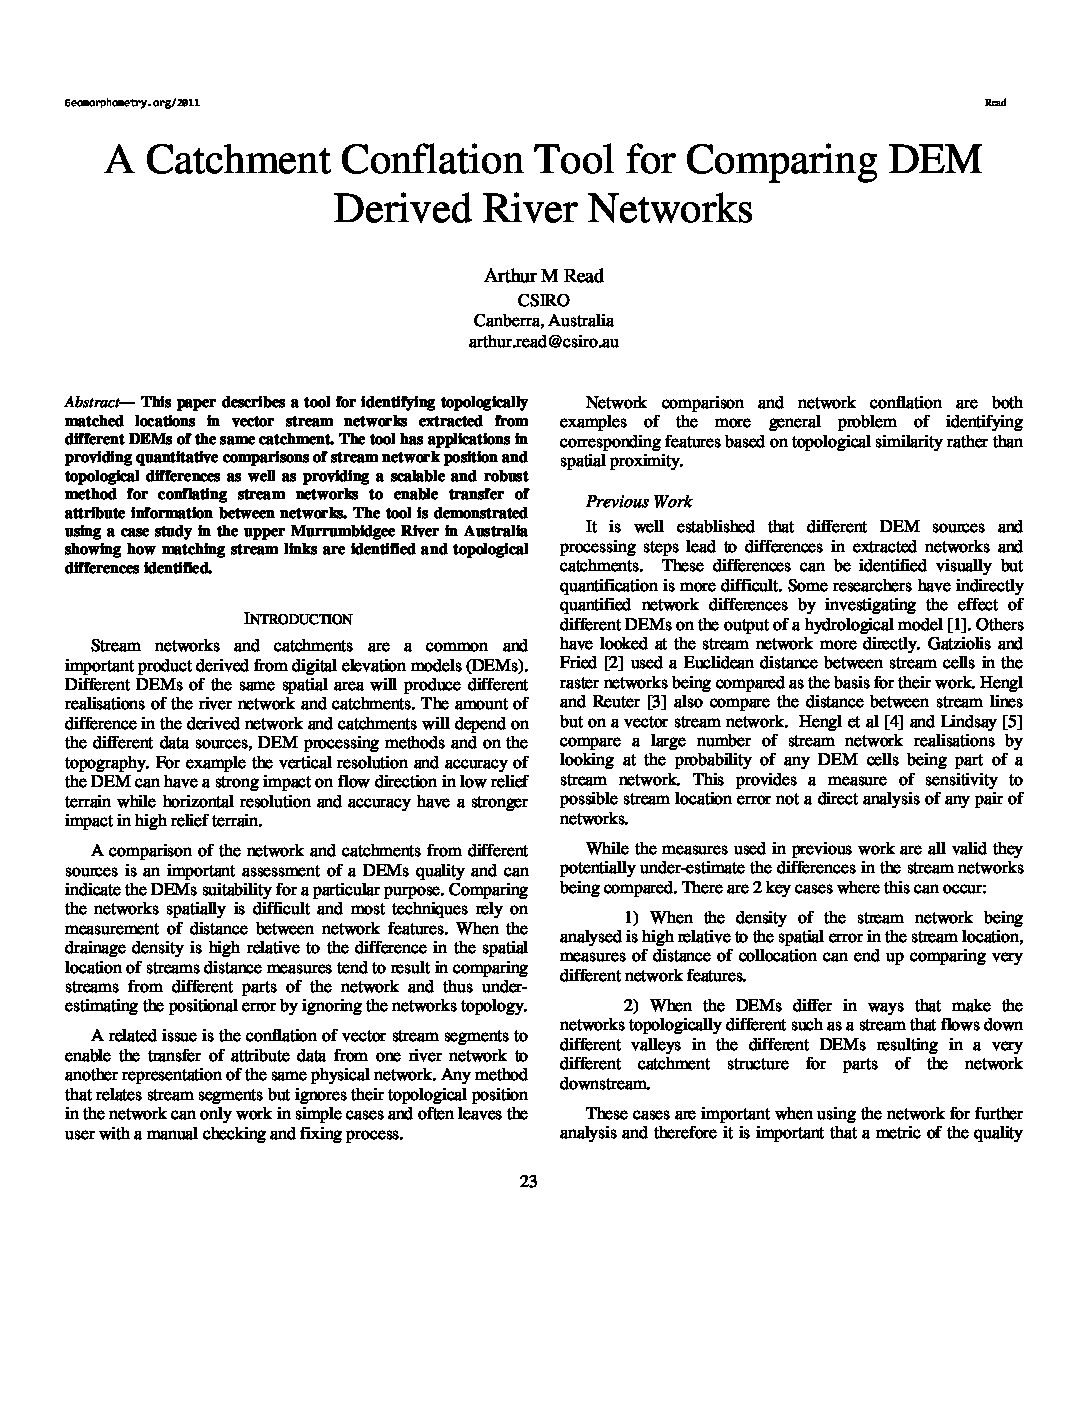 Geomorphometry.org/2011
Read
A Catchment Conflation Tool for Comparing DEM
Derived River Networks
Arthur M Read
CSIRO
Canberra, Australia
arthur.read@csiro.au
Abstract— This paper describes a tool for identifying topologically
matched locations in vector stream networks extracted from
different DEMs of the same catchment. The tool has applications in
providing quantitative comparisons of stream network position and
topological differences as well as providing a scalable and robust
method for conflating stream networks to enable transfer of
attribute information between networks. The tool is demonstrated
using a case study in the upper Murrumbidgee River in Australia
showing how matching stream links are identified and topological
differences identified.
INTRODUCTION
Stream networks and catchments are a common and
important product derived from digital elevation models (DEMs).
Different DEMs of the same spatial area will produce different
realisations of the river network and catchments. The amount of
difference in the derived network and catchments will depend on
the different data sources, DEM processing methods and on the
topography. For example the vertical resolution and accuracy of
the DEM can have a strong impact on flow direction in low relief
terrain while horizontal resolution and accuracy have a stronger
impact in high relief terrain.
A comparison of the network and catchments from different
sources is an important assessment of a DEMs quality and can
indicate the DEMs suitability for a particular purpose. Comparing
the networks spatially is difficult and most techniques rely on
measurement of distance between network features. When the
drainage density is high relative to the difference in the spatial
location of streams distance measures tend to result in comparing
streams from different parts of the network and thus under-
estimating the positional error by ignoring the networks topology.
A related issue is the conflation of vector stream segments to
enable the transfer of attribute data from one river network to
another representation of the same physical network. Any method
that relates stream segments but ignores their topological position
in the network can only work in simple cases and often leaves the
user with a manual checking and fixing process.
Network comparison and network conflation are both
examples of the more general problem of identifying
corresponding features based on topological similarity rather than
spatial proximity.
Previous Work
It is well established that different DEM sources and
processing steps lead to differences in extracted networks and
catchments. These differences can be identified visually but
quantification is more difficult. Some researchers have indirectly
quantified network differences by investigating the effect of
different DEMs on the output of a hydrological model [1]. Others
have looked at the stream network more directly. Gatziolis and
Fried [2] used a Euclidean distance between stream cells in the
raster networks being compared as the basis for their work. Hengl
and Reuter [3] also compare the distance between stream lines
but on a vector stream network. Hengl et al [4] and Lindsay [5]
compare a large number of stream network realisations by
looking at the probability of any DEM cells being part of a
stream network. This provides a measure of sensitivity to
possible stream location error not a direct analysis of any pair of
networks.
While the measures used in previous work are all valid they
potentially under-estimate the differences in the stream networks
being compared. There are 2 key cases where this can occur:
1) When the density of the stream network being
analysed is high relative to the spatial error in the stream location,
measures of distance of collocation can end up comparing very
different network features.
2) When the DEMs differ in ways that make the
networks topologically different such as a stream that flows down
different valleys in the different DEMs resulting in a very
different catchment structure for parts of the network
downstream.
These cases are important when using the network for further
analysis and therefore it is important that a metric of the quality
23